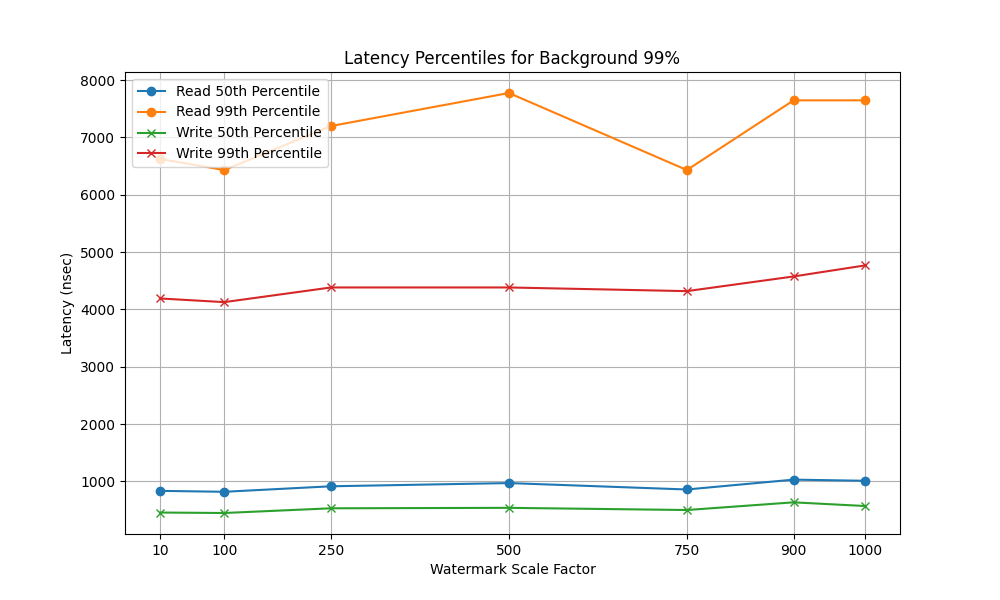 Latency Percentiles for Background 99%
Read 50th Percentile
Read 99th Percentile
Write 50th Percentile
Write 99th Percentile
8000
7000
6000
5000
4000
3000
2000
1000
Latency (nsec)
10 100 250 500 750 900 1000
Watermark Scale Factor